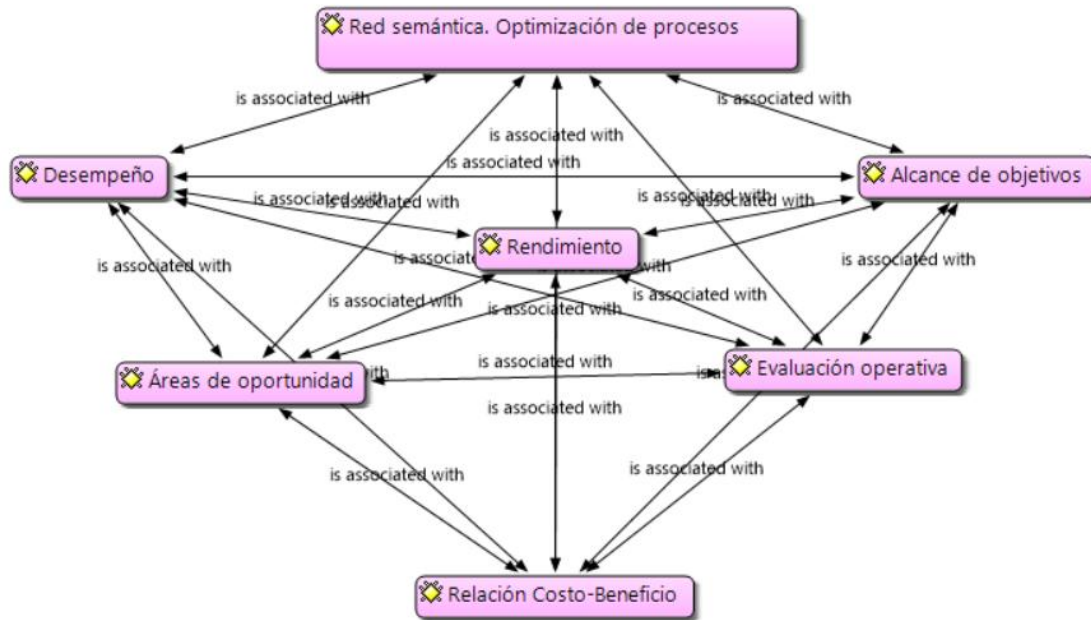 Red semántica. Optimización de procesos
is associated with
is associated with
is associated with
is associated with
Desempeño
Alcance de objetivos
is associated with
is associated with
is associated with
is associated with
Rendimiento
is associated with
is associated with
is associated with
is associated with
is associated with
is associated with
Áreas de oportunidad
is associated with
Evaluación operativa
with
is associated with
is associated with
is associated with
Relación Costo-Beneficio